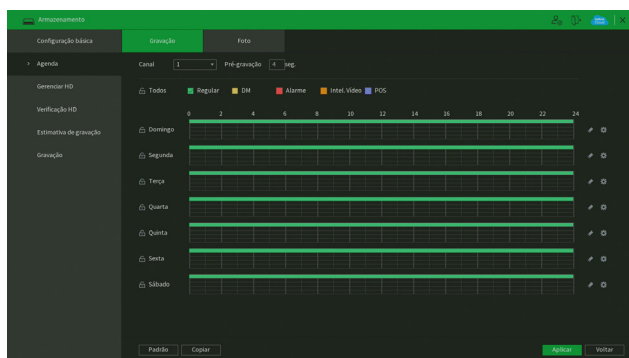 Armazenamento
Configuração básica Gravação Foto
Agenda Canal 1 Pré-gravação 4 seg.
Gerenciar HD Todos Regular DM Alarme Intel. Vídeo POS
Verificação HD 0 2 4 6 8 10 12 14 16 18 20 22 24
Estimativa de gravação Domingo
Gravação Segunda
Terça
Quarta
Quinta
Sexta
Sábado
Padrão Copiar Aplicar Voltar